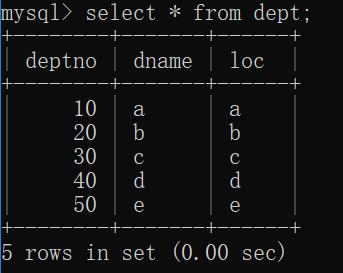 mysql> select * from dept;
+--------+-------+------+
| deptno | dname | loc  |
+--------+-------+------+
|     10 | a     | a    |
|     20 | b     | b    |
|     30 | c     | c    |
|     40 | d     | d    |
|     50 | e     | e    |
+--------+-------+------+
5 rows in set (0.00 sec)